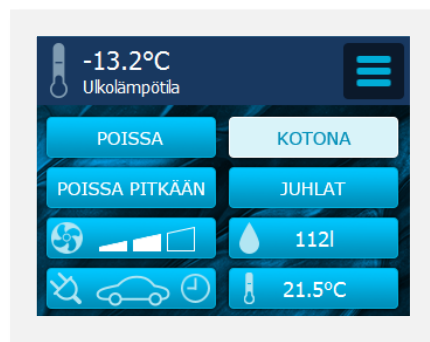 -13.2°C
Ulkolämpötila
POISSA
KOTONA
POISSA PITKÄÄN
JUHLAT
112l
21.5°C